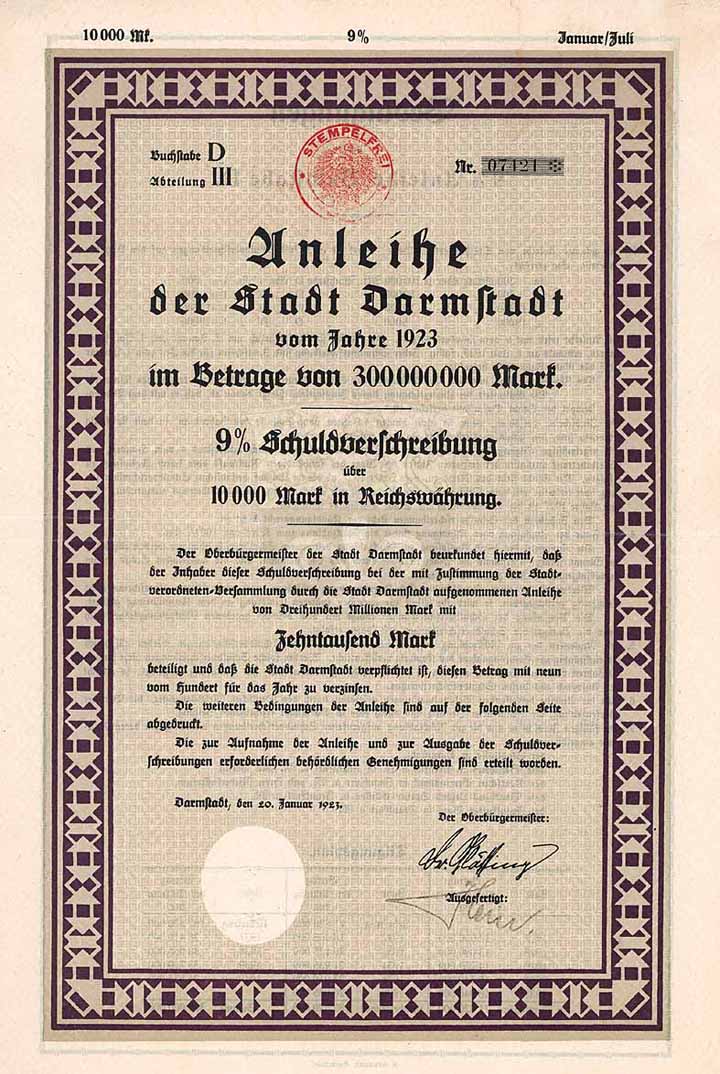 10 000 Mk. 9% Januar/Juli
Buchstabe D
Abteilung III
STEMPELFREI
Nr. 07421
Anleihe
der Stadt Darmstadt
vom Jahre 1923
im Betrage von 300 000 000 Mark.
9% Schuldverschreibung
über
10 000 Mark in Reichswährung.
Der Oberbürgermeister der Stadt Darmstadt beurkundet hiermit, daß
der Inhaber dieser Schuldverschreibung bei der mit Zustimmung der Stadt-
verordneten-Versammlung durch die Stadt Darmstadt aufgenommenen Anleihe
von Dreihundert Millionen Mark mit
Zehntausend Mark
beteiligt und daß die Stadt Darmstadt verpflichtet ist, diesen Betrag mit neun
vom Hundert für das Jahr zu verzinsen.
Die weiteren Bedingungen der Anleihe sind auf der folgenden Seite
abgedruckt.
Die zur Aufnahme der Anleihe und zur Ausgabe der Schuldver-
schreibungen erforderlichen behördlichen Genehmigungen sind erteilt worden.
Darmstadt, den 20. Januar 1923.
Der Oberbürgermeister:
Dr. Glässing
Ausgefertigt: